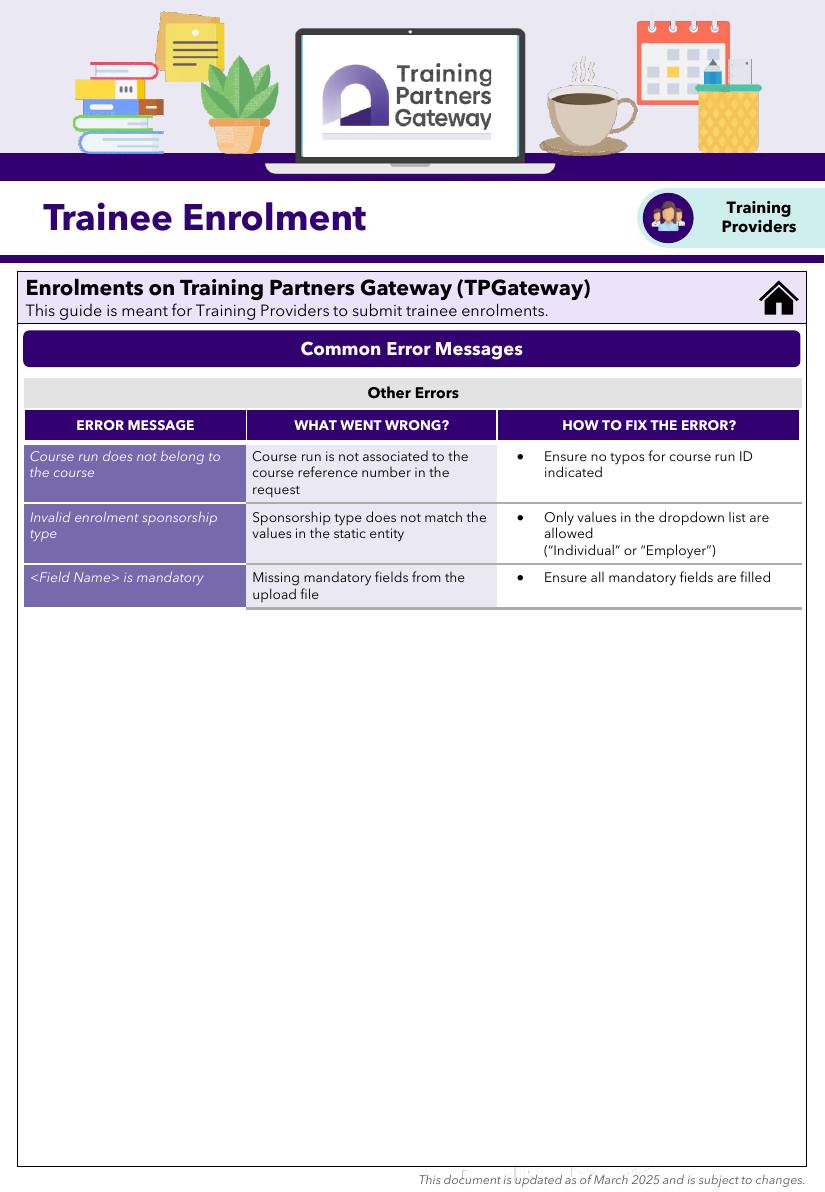 Training
Partners
Gateway
Trainee Enrolment
Training
Providers
Enrolments on Training Partners Gateway (TPGateway)
This guide is meant for Training Providers to submit trainee enrolments.
Common Error Messages
Other Errors
ERROR MESSAGE
WHAT WENT WRONG?
HOW TO FIX THE ERROR?
Course run does not belong to
the course
Course run is not associated to the
course reference number in the
request
• Ensure no typos for course run ID
indicated
Invalid enrolment sponsorship
type
Sponsorship type does not match the
values in the static entity
• Only values in the dropdown list are
allowed
(“Individual” or “Employer”)
<Field Name> is mandatory
Missing mandatory fields from the
upload file
• Ensure all mandatory fields are filled
This document is updated as of March 2025 and is subject to changes.